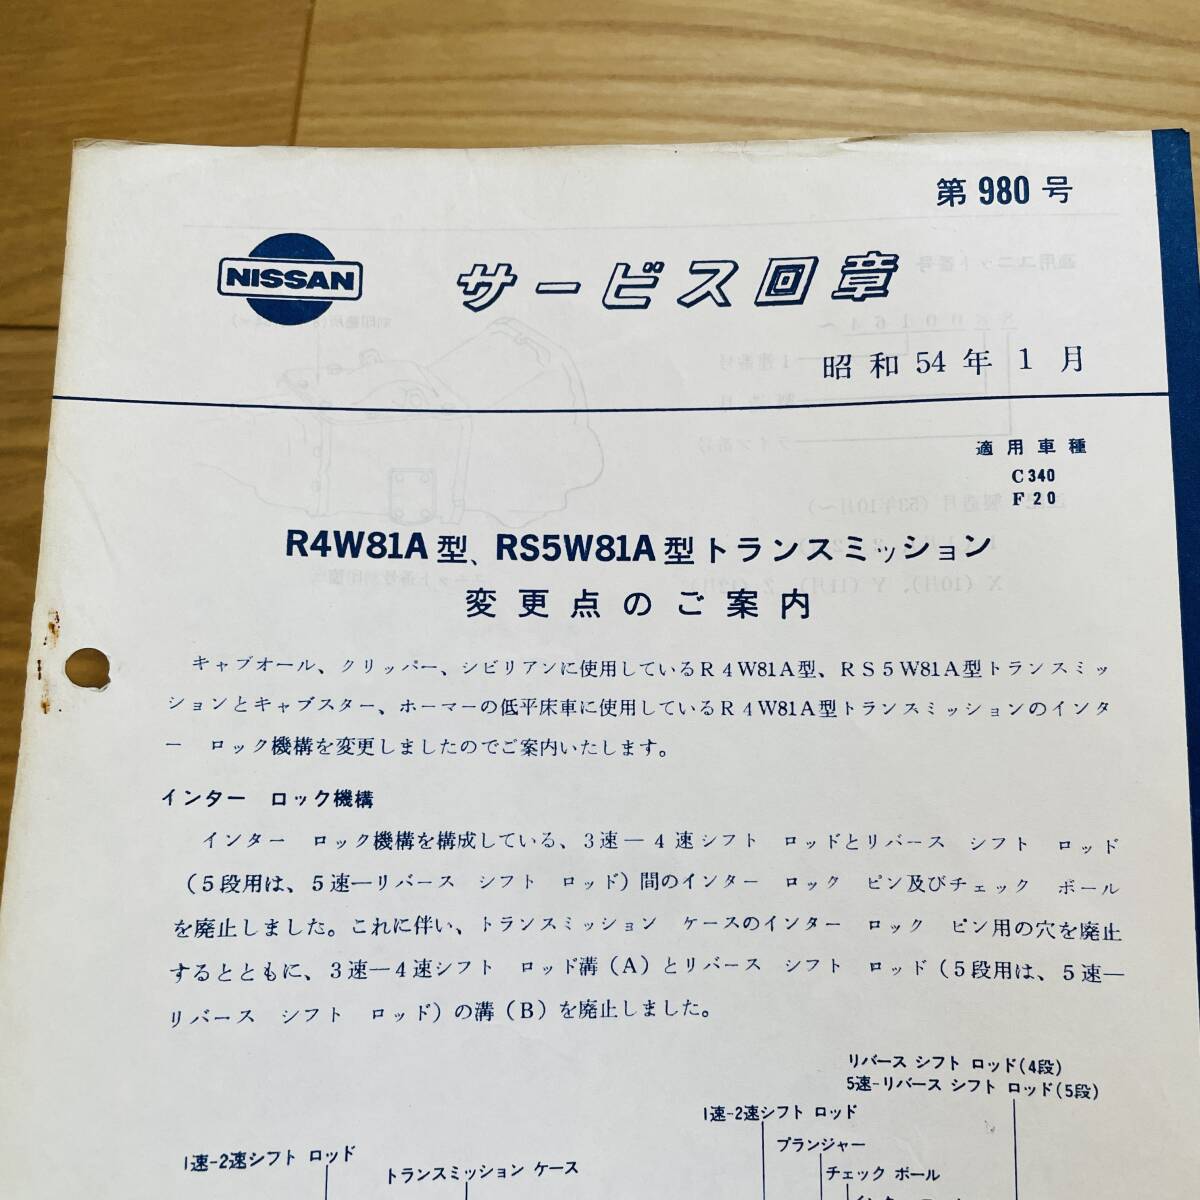 第 980 号
NISSAN
サービス回章
昭和54年1月
適用車種
C340
F20
R4W81A型、RS5W81A型トランスミッション
変更点のご案内
キャブオール、クリッパー、シビリアンに使用しているR4W81A型、RS5W81A型トランスミッ
ションとキャブスター、ホーマーの低平床車に使用しているR4W81A型トランスミッションのインタ
ー ロック機構を変更しましたのでご案内いたします。
インター ロック機構
インター ロック機構を構成している、3速―4速シフト ロッドとリバース シフト ロッド
(5段用は、5速―リバース シフト ロッド)間のインター ロック ピン及びチェック ボール
を廃止しました。これに伴い、トランスミッション ケースのインター ロック ピン用の穴を廃止
するとともに、3速―4速シフト ロッド溝(A)とリバース シフト ロッド(5段用は、5速―
リバース シフト ロッド)の溝(B)を廃止しました。
リバース シフト ロッド(4段)
5速-リバース シフト ロッド(5段)
1速-2速シフト ロッド
プランジャー
1速-2速シフト ロッド
トランスミッション ケース
チェック ボール